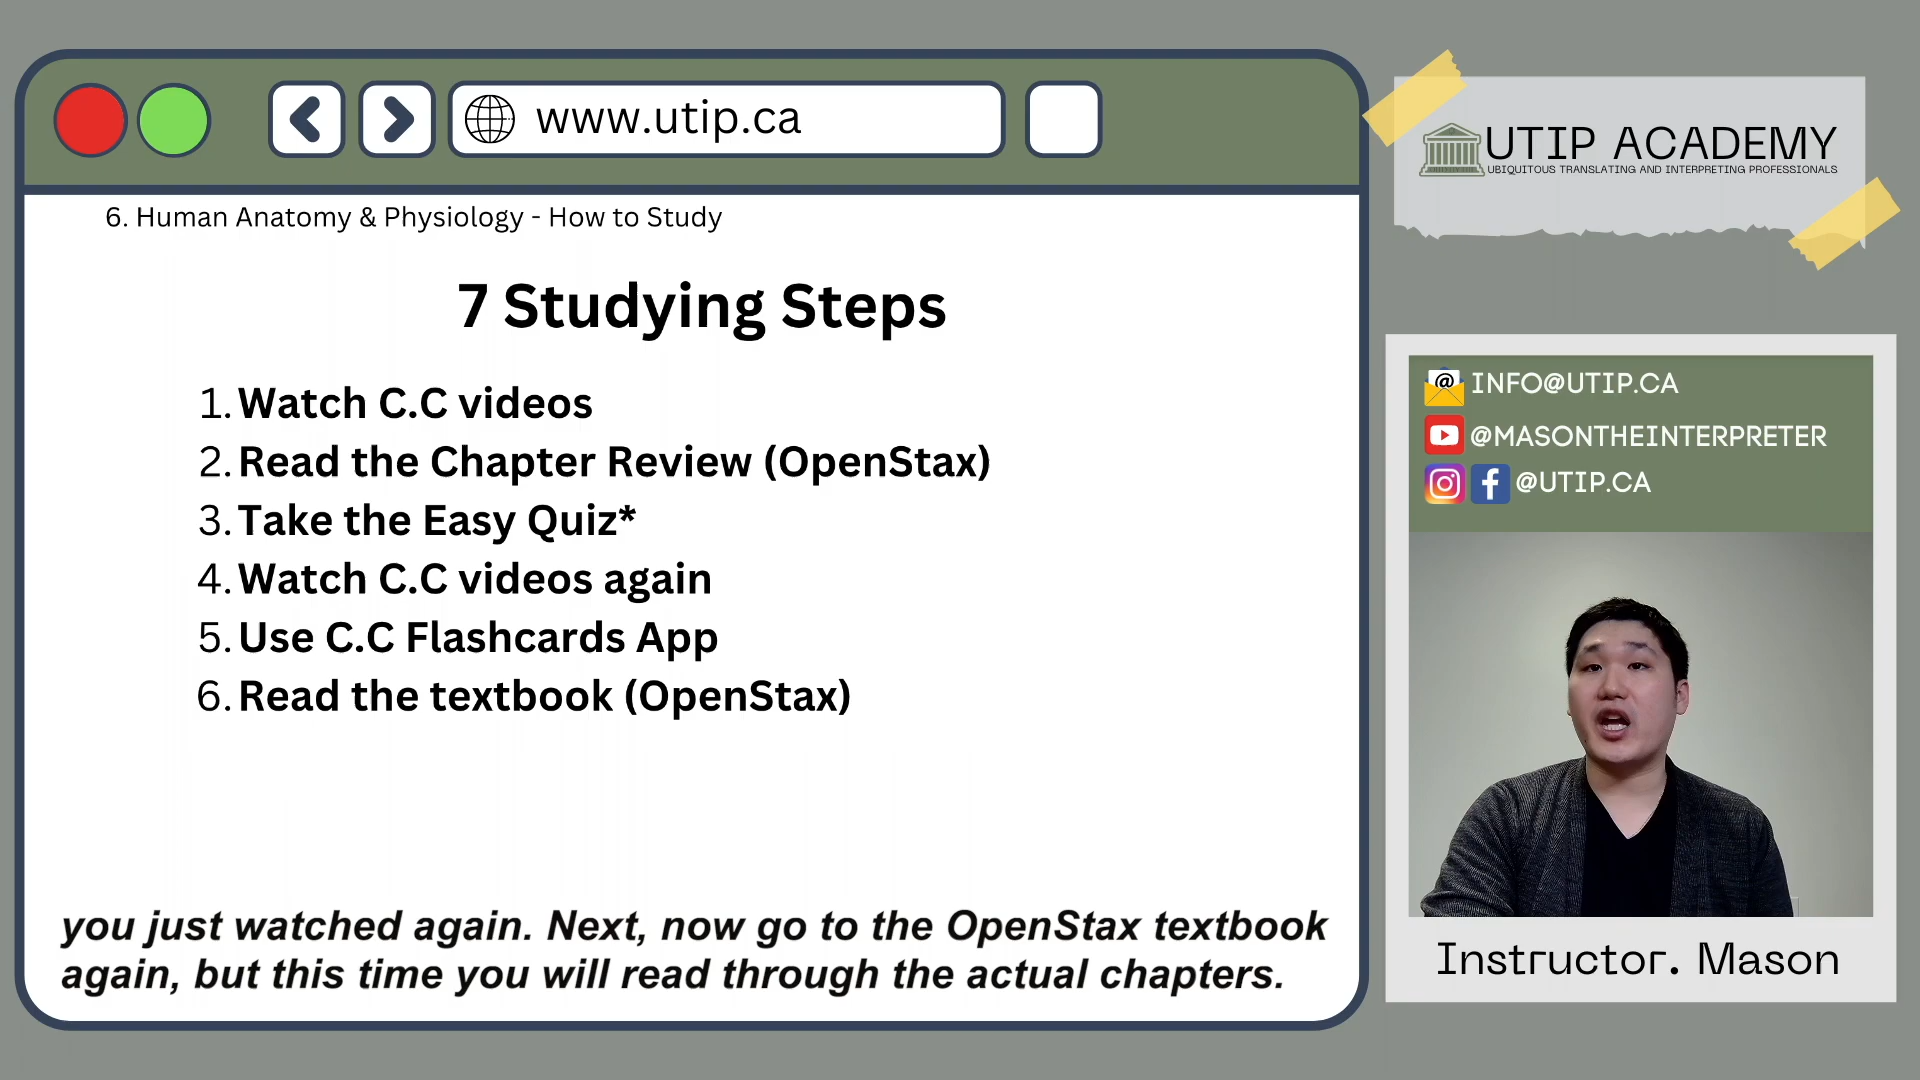 www.utip.ca
6. Human Anatomy & Physiology - How to Study
7 Studying Steps
1. Watch C.C videos
2. Read the Chapter Review (OpenStax)
3. Take the Easy Quiz*
4. Watch C.C videos again
5. Use C.C Flashcards App
6. Read the textbook (OpenStax)
you just watched again. Next, now go to the OpenStax textbook
again, but this time you will read through the actual chapters.
UTIP ACADEMY
UBIQUITOUS TRANSLATING AND INTERPRETING PROFESSIONALS
INFO@UTIP.CA
@MASONTHEINTERPRETER
@UTIP.CA
Instructor. Mason